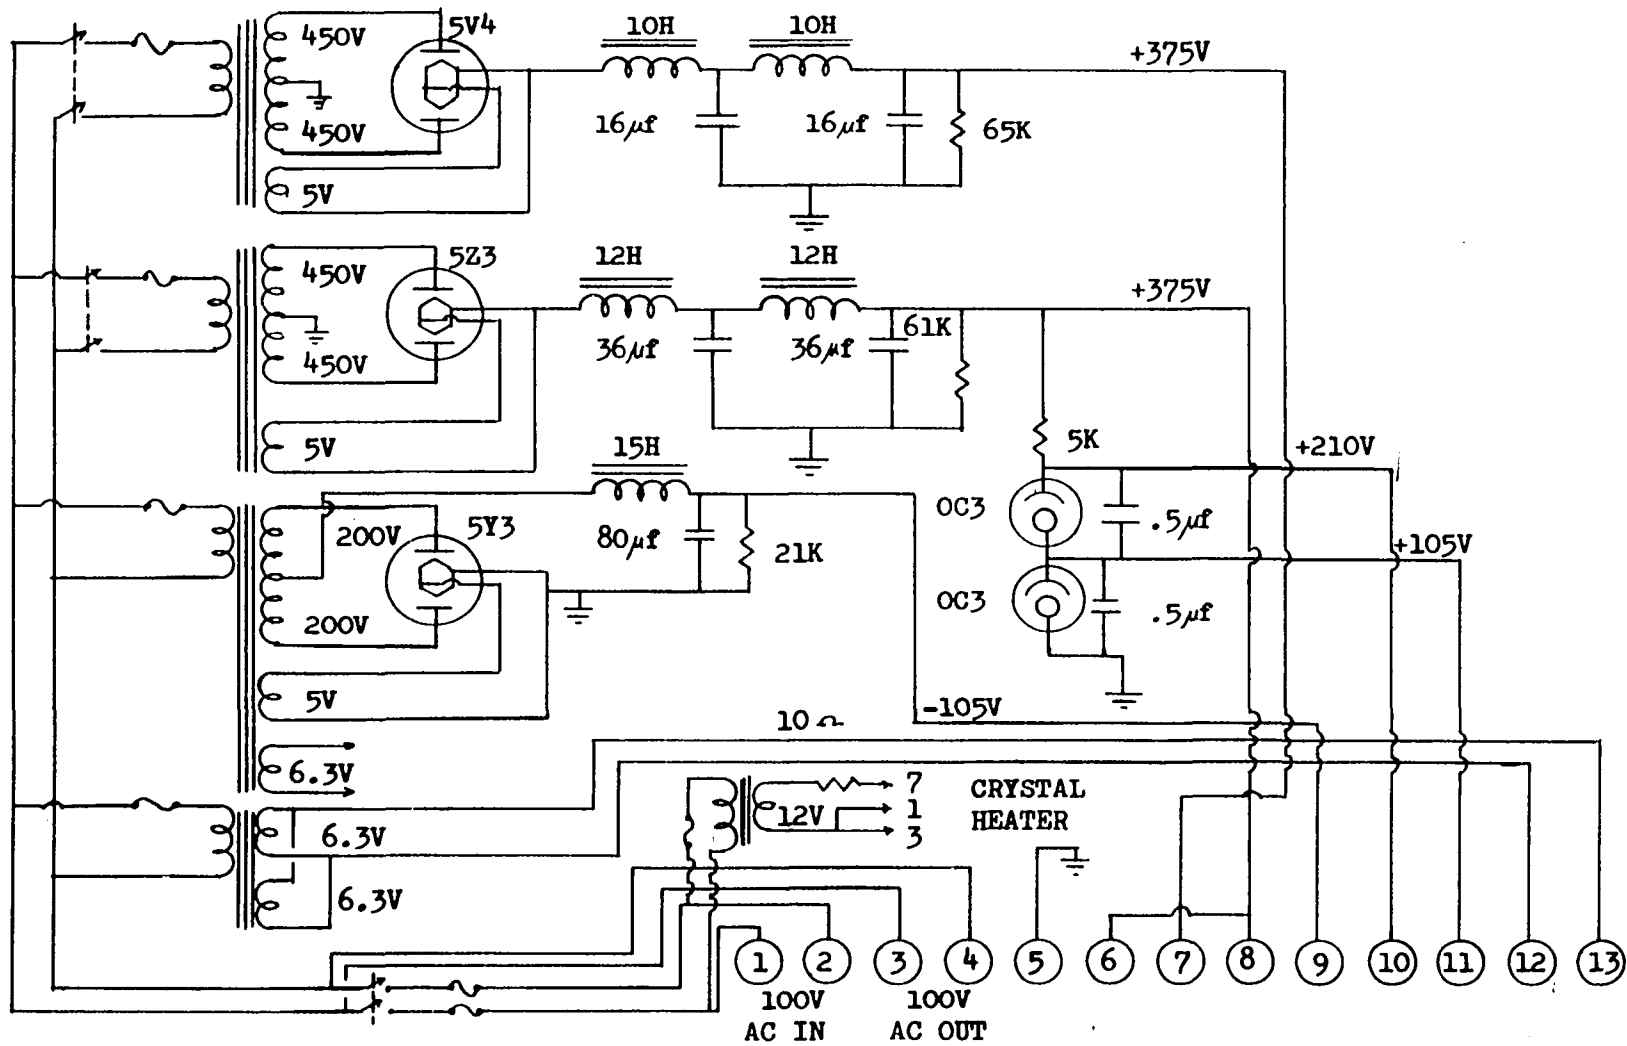 450V
5V4
10H
10H
+375V
16μf
16μf
65K
450V
5V
450V
5Z3
12H
12H
+375V
36μf
36μf
61K
450V
5V
15H
5K
+210V
200V
5Y3
80μf
21K
OC3
.5μf
+105V
OC3
.5μf
200V
5V
-105V
10 Ω
6.3V
12V
7
1
3
CRYSTAL
HEATER
6.3V
6.3V
1
2
3
4
5
6
7
8
9
10
11
12
13
100V
AC IN
100V
AC OUT